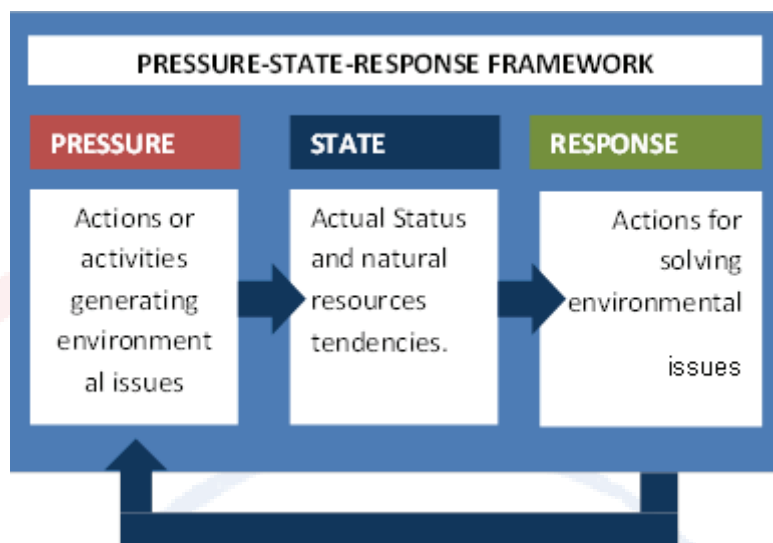 PRESSURE-STATE-RESPONSE FRAMEWORK
PRESSURE
Actions or
activities
generating
environment
al issues
STATE
Actual Status
and natural
resources
tendencies.
RESPONSE
Actions for
solving
environmental
issues